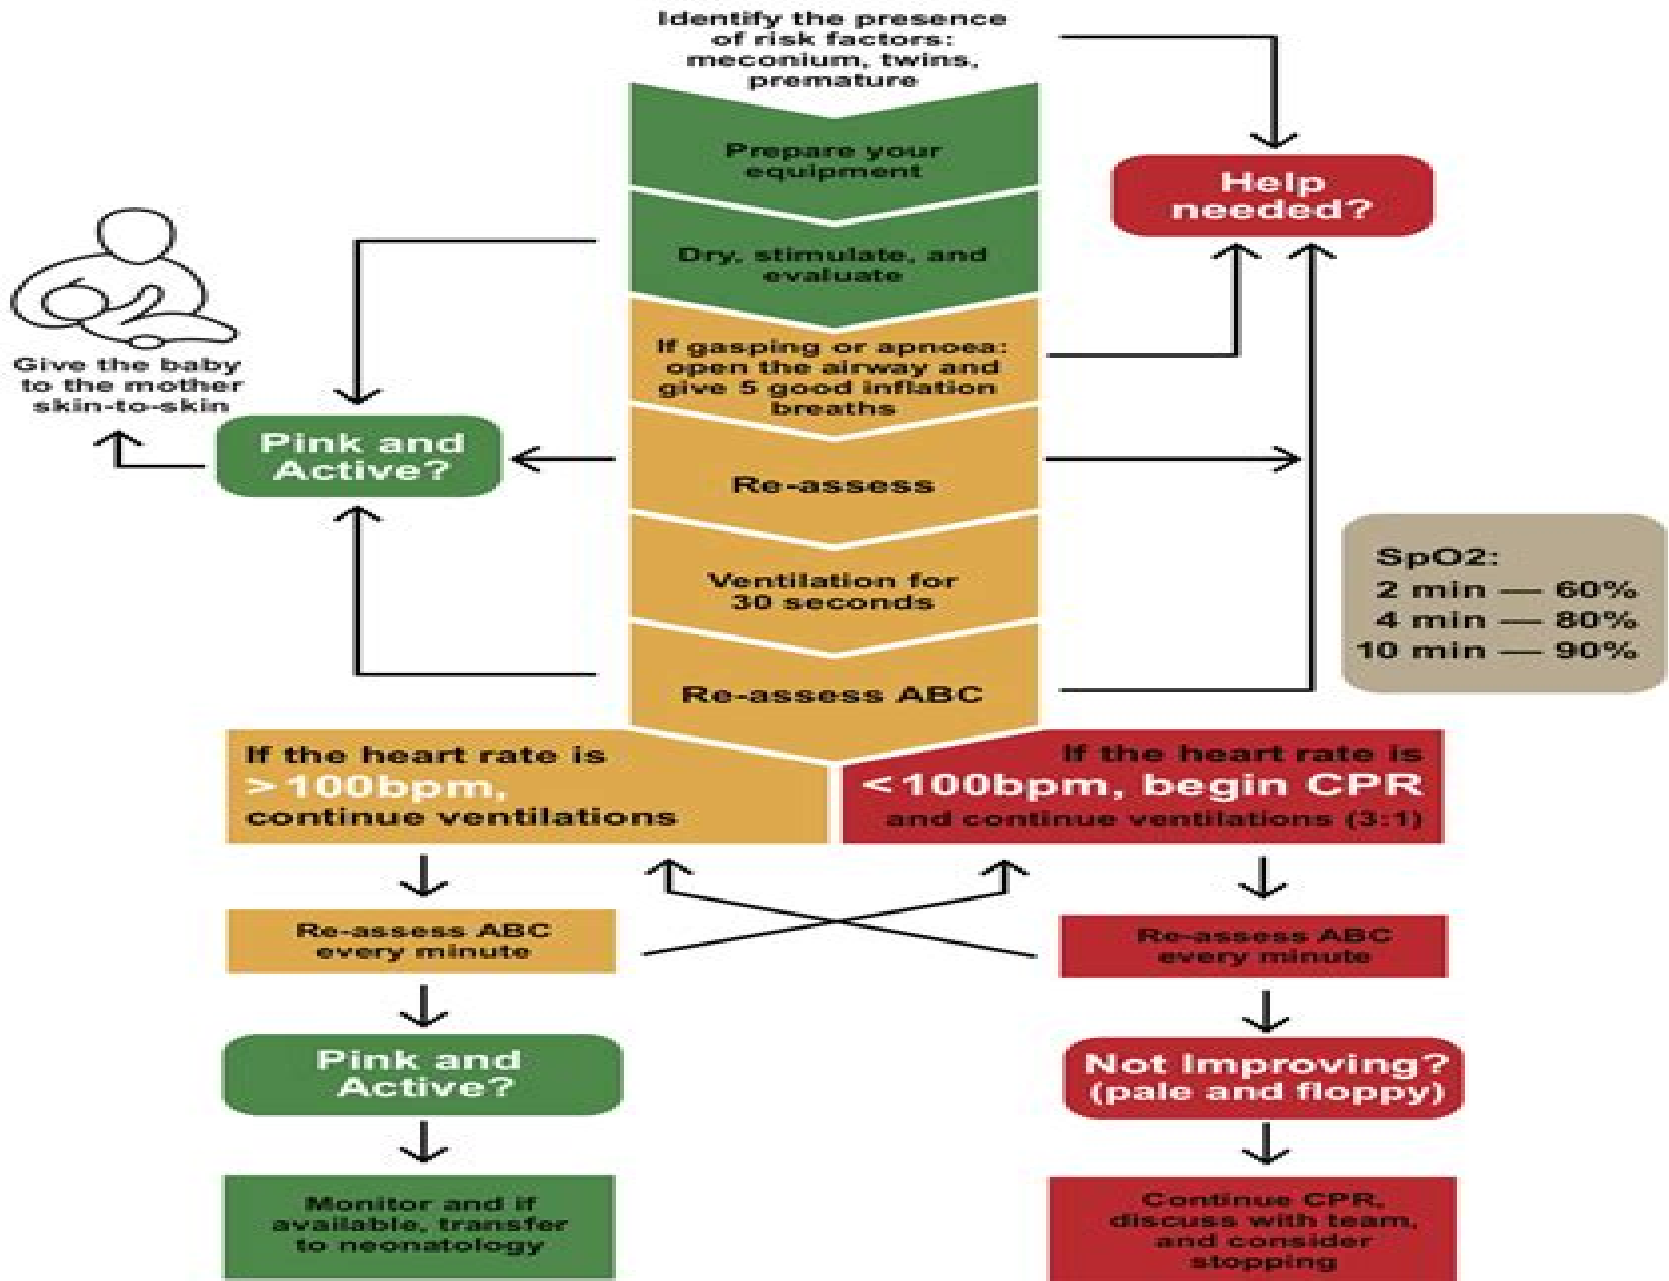 Identify the presence
of risk factors:
meconium, twins,
premature
Prepare your
equipment
Help
needed?
Dry, stimulate, and
evaluate
If gasping or apnoea:
open the airway and
give 5 good inflation
breaths
Give the baby
to the mother
skin-to-skin
Pink and
Active?
Re-assess
Ventilation for
30 seconds
SpO2:
2 min — 60%
4 min — 80%
10 min — 90%
Re-assess ABC
If the heart rate is
>100bpm,
continue ventilations
If the heart rate is
<100bpm, begin CPR
and continue ventilations (3:1)
Re-assess ABC
every minute
Re-assess ABC
every minute
Pink and
Active?
Not Improving?
(pale and floppy)
Monitor and if
available, transfer
to neonatology
Continue CPR,
discuss with team,
and consider
stopping